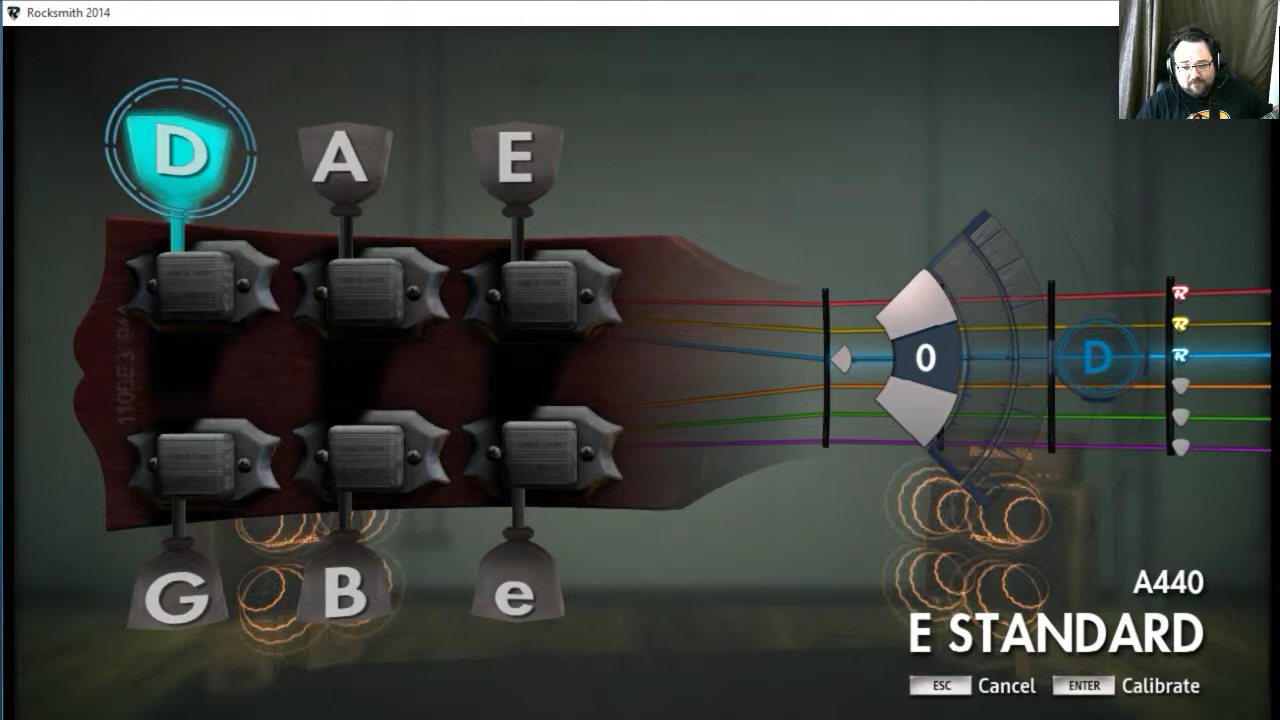 Rocksmith 2014
D A E
0
D
G B e
A440
E STANDARD
ESC Cancel ENTER Calibrate